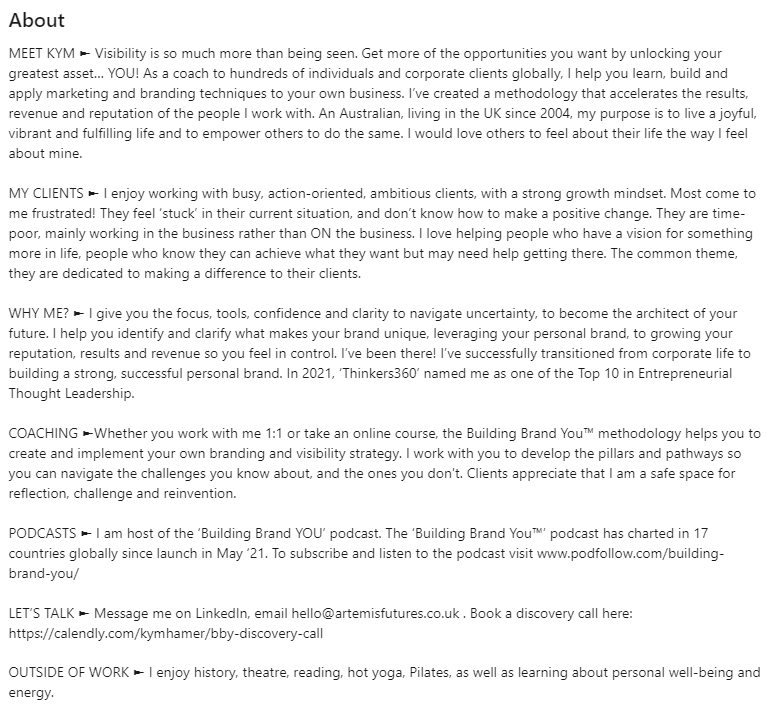 About
MEET KYM ► Visibility is so much more than being seen. Get more of the opportunities you want by unlocking your
greatest asset... YOU! As a coach to hundreds of individuals and corporate clients globally, I help you learn, build and
apply marketing and branding techniques to your own business. I've created a methodology that accelerates the results,
revenue and reputation of the people I work with. An Australian, living in the UK since 2004, my purpose is to live a joyful,
vibrant and fulfilling life and to empower others to do the same. I would love others to feel about their life the way I feel
about mine.
MY CLIENTS ► I enjoy working with busy, action-oriented, ambitious clients, with a strong growth mindset. Most come to
me frustrated! They feel 'stuck' in their current situation, and don't know how to make a positive change. They are time-
poor, mainly working in the business rather than ON the business. I love helping people who have a vision for something
more in life, people who know they can achieve what they want but may need help getting there. The common theme,
they are dedicated to making a difference to their clients.
WHY ME? ► I give you the focus, tools, confidence and clarity to navigate uncertainty, to become the architect of your
future. I help you identify and clarify what makes your brand unique, leveraging your personal brand, to growing your
reputation, results and revenue so you feel in control. I've been there! I've successfully transitioned from corporate life to
building a strong, successful personal brand. In 2021, 'Thinkers360' named me as one of the Top 10 in Entrepreneurial
Thought Leadership.
COACHING ►Whether you work with me 1:1 or take an online course, the Building Brand You™ methodology helps you to
create and implement your own branding and visibility strategy. I work with you to develop the pillars and pathways so
you can navigate the challenges you know about, and the ones you don't. Clients appreciate that I am a safe space for
reflection, challenge and reinvention.
PODCASTS ► I am host of the 'Building Brand YOU' podcast. The 'Building Brand You™' podcast has charted in 17
countries globally since launch in May '21. To subscribe and listen to the podcast visit www.podfollow.com/building-
brand-you/
LET'S TALK ► Message me on LinkedIn, email hello@artemisfutures.co.uk . Book a discovery call here:
https://calendly.com/kymhamer/bby-discovery-call
OUTSIDE OF WORK ► I enjoy history, theatre, reading, hot yoga, Pilates, as well as learning about personal well-being and
energy.